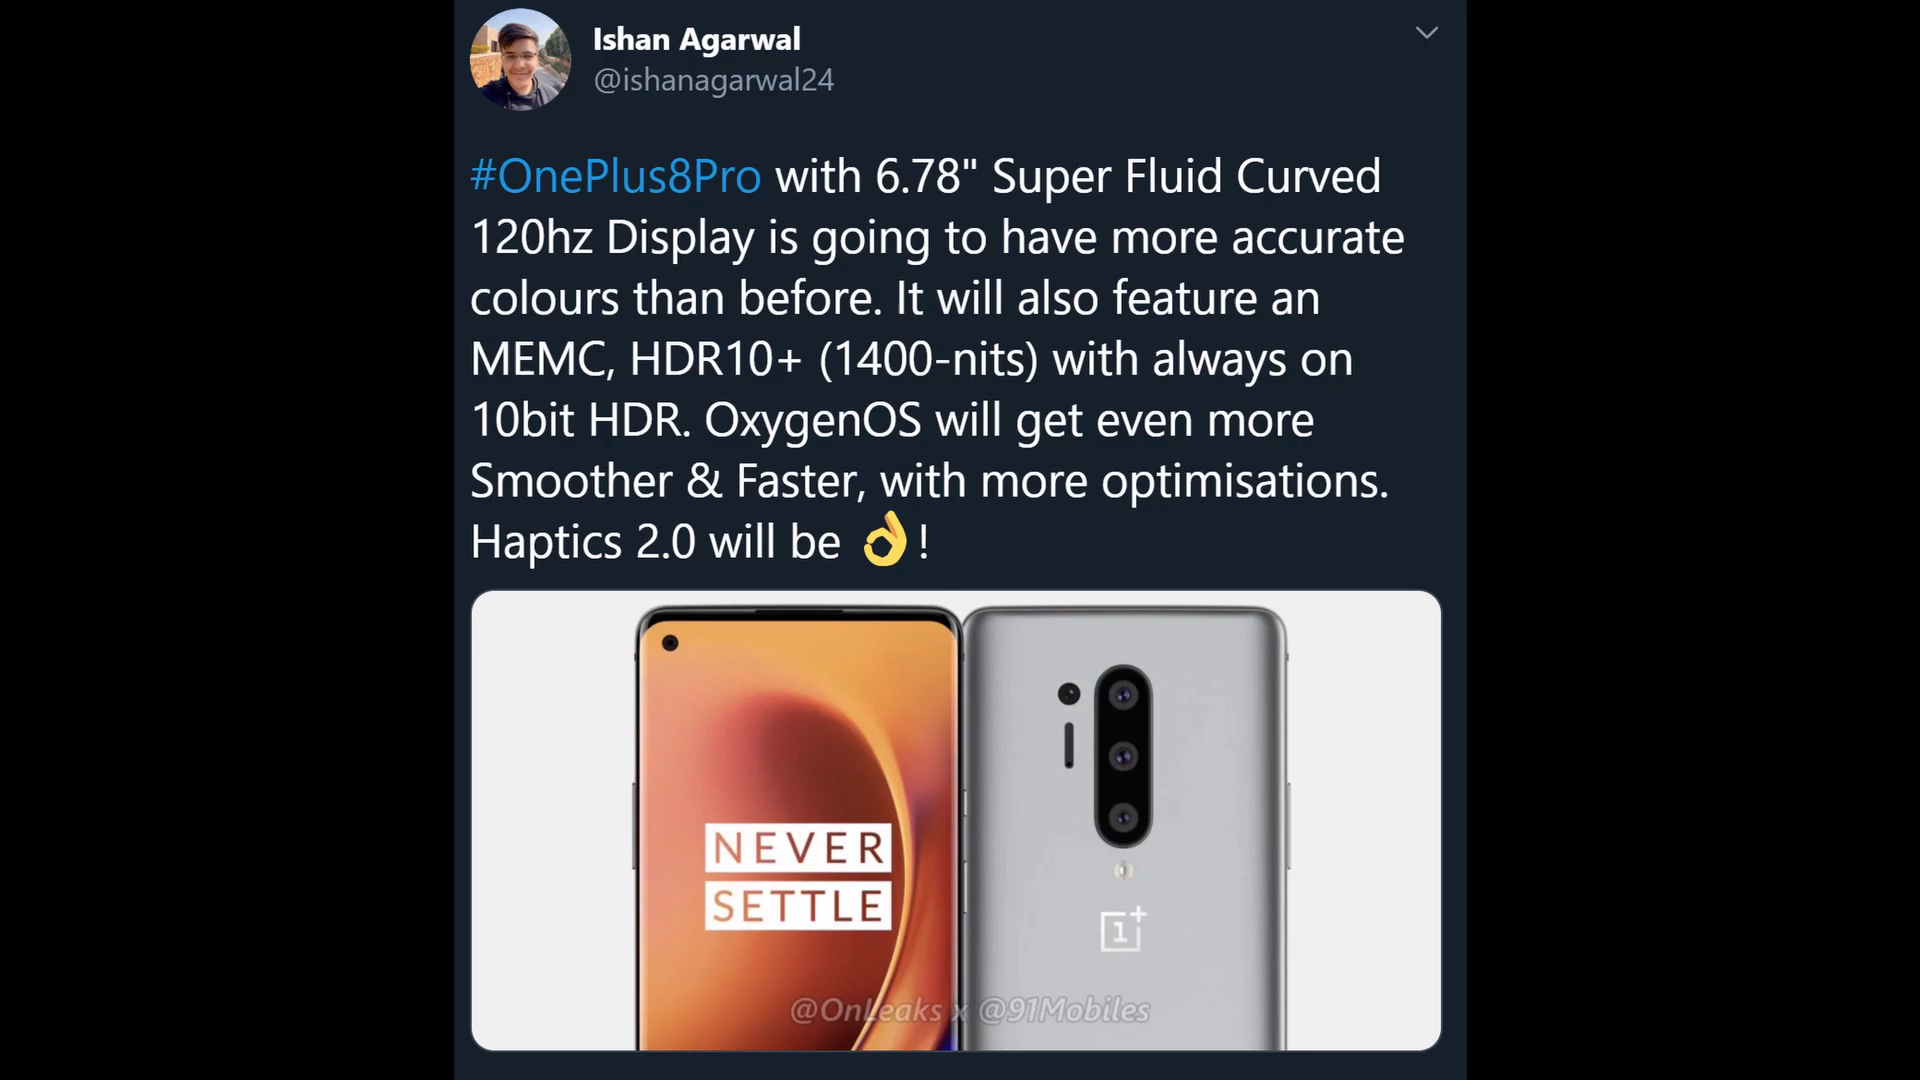 Ishan Agarwal
@ishanagarwal24
#OnePlus8Pro with 6.78" Super Fluid Curved
120hz Display is going to have more accurate
colours than before. It will also feature an
MEMC, HDR10+ (1400-nits) with always on
10bit HDR. OxygenOS will get even more
Smoother & Faster, with more optimisations.
Haptics 2.0 will be 👌!
NEVER
SETTLE
1+
@OnLeaks x @91Mobiles